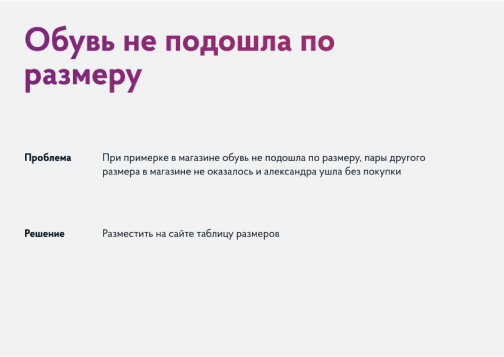 Обувь не подошла по
размеру
Проблема
При примерке в магазине обувь не подошла по размеру, пары другого
размера в магазине не оказалось и александра ушла без покупки
Решение
Разместить на сайте таблицу размеров